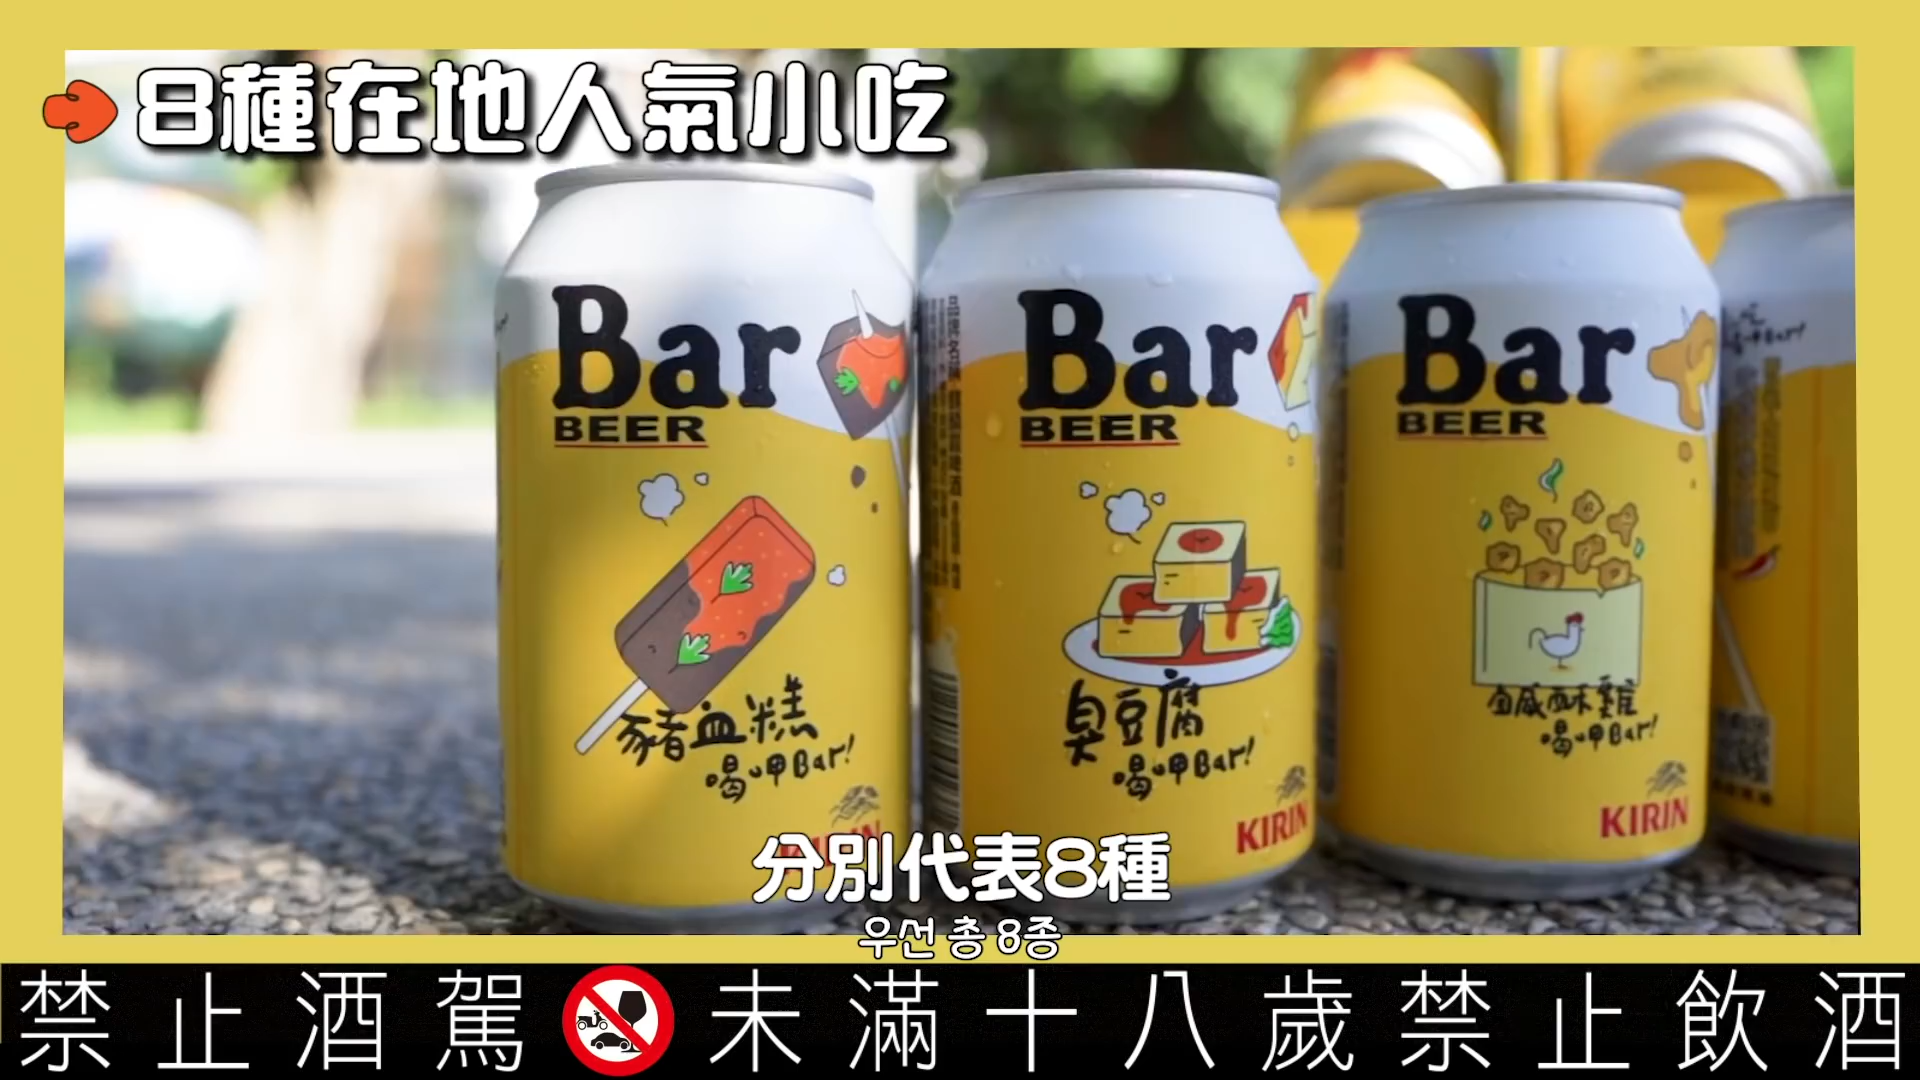 8種在地人氣小吃
Bar
BEER
豬血糕
喝呷Bar!
KIRIN
Bar
BEER
臭豆腐
喝呷Bar!
KIRIN
Bar
BEER
鹹酥雞
喝呷Bar!
KIRIN
分別代表8種
우선 총 8종
禁止酒駕 未滿十八歲禁止飲酒